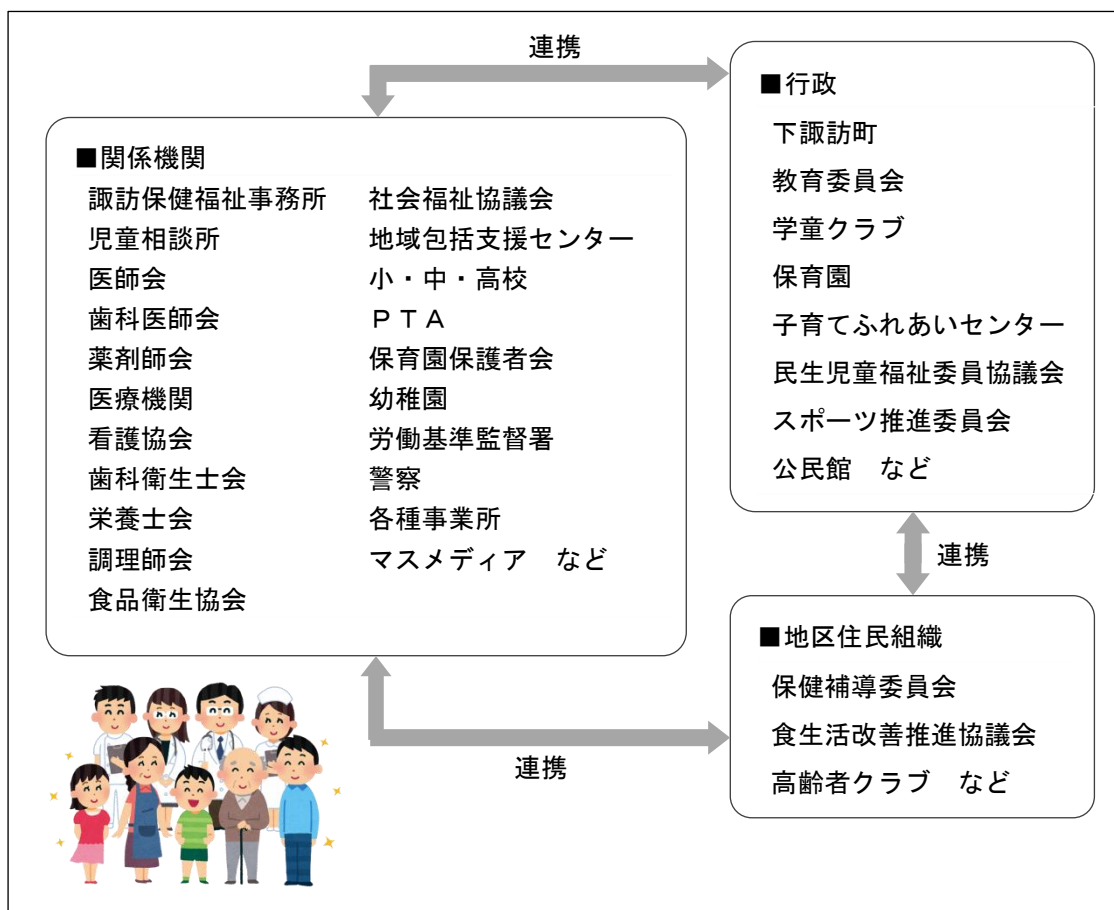 連携
■関係機関
諏訪保健福祉事務所
児童相談所
医師会
歯科医師会
薬剤師会
医療機関
看護協会
歯科衛生士会
栄養士会
調理師会
食品衛生協会
社会福祉協議会
地域包括支援センター
小・中・高校
ＰＴＡ
保育園保護者会
幼稚園
労働基準監督署
警察
各種事業所
マスメディア　など
■行政
下諏訪町
教育委員会
学童クラブ
保育園
子育てふれあいセンター
民生児童福祉委員協議会
スポーツ推進委員会
公民館　など
連携
■地区住民組織
保健補導委員会
食生活改善推進協議会
高齢者クラブ　など
連携